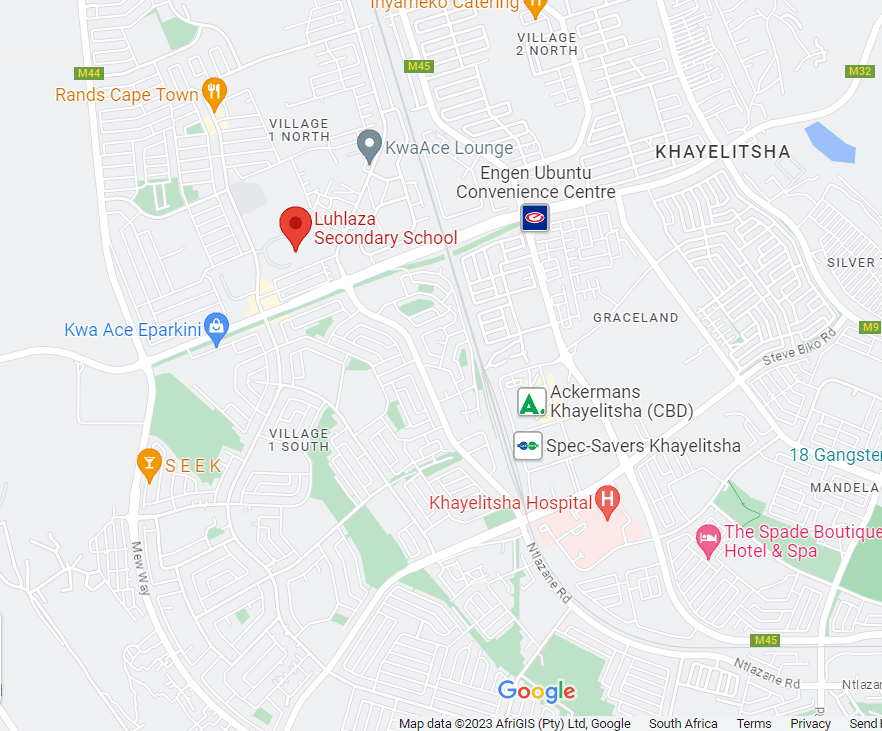 Inyameko Catering
VILLAGE
2 NORTH
M45
M44
M32
Rands Cape Town
VILLAGE
1 NORTH
KwaAce Lounge
KHAYELITSHA
Engen Ubuntu
Convenience Centre
Luhlaza
Secondary School
SILVER T
GRACELAND
Kwa Ace Eparkini
M9
Steve Biko Rd
Ackermans
Khayelitsha (CBD)
VILLAGE
1 SOUTH
Spec-Savers Khayelitsha
SEEK
18 Gangster
MANDELA
Khayelitsha Hospital
H
The Spade Boutique
Hotel & Spa
Mew Way
Ntlazane Rd
M45
Ntlazane Rd
Ntlaz
Google
Map data ©2023 AfriGIS (Pty) Ltd, Google South Africa Terms Privacy Send